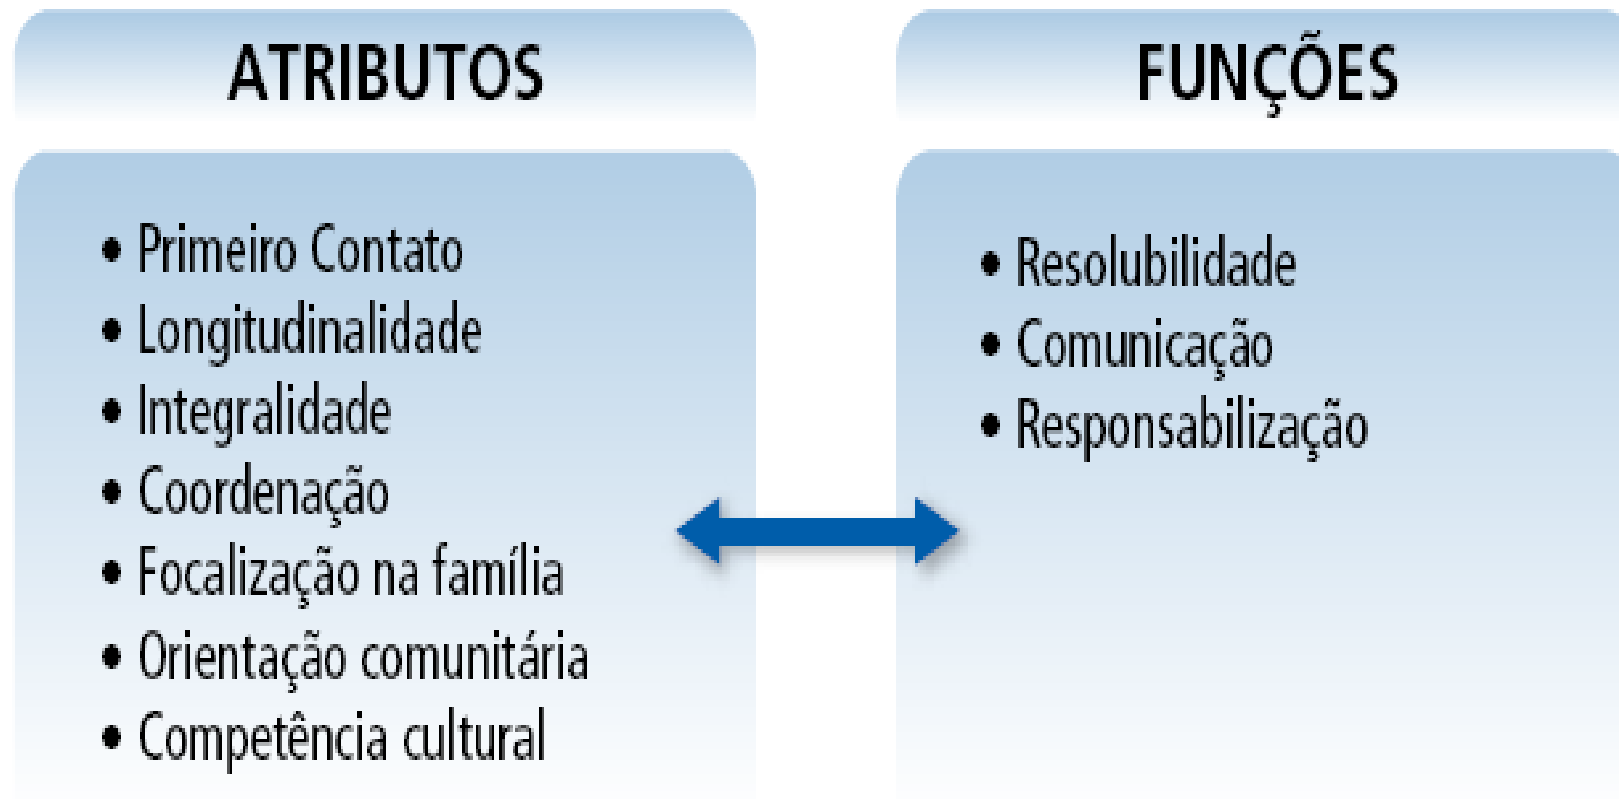 ATRIBUTOS
• Primeiro Contato
• Longitudinalidade
• Integralidade
• Coordenação
• Focalização na família
• Orientação comunitária
• Competência cultural
FUNÇÕES
• Resolubilidade
• Comunicação
• Responsabilização